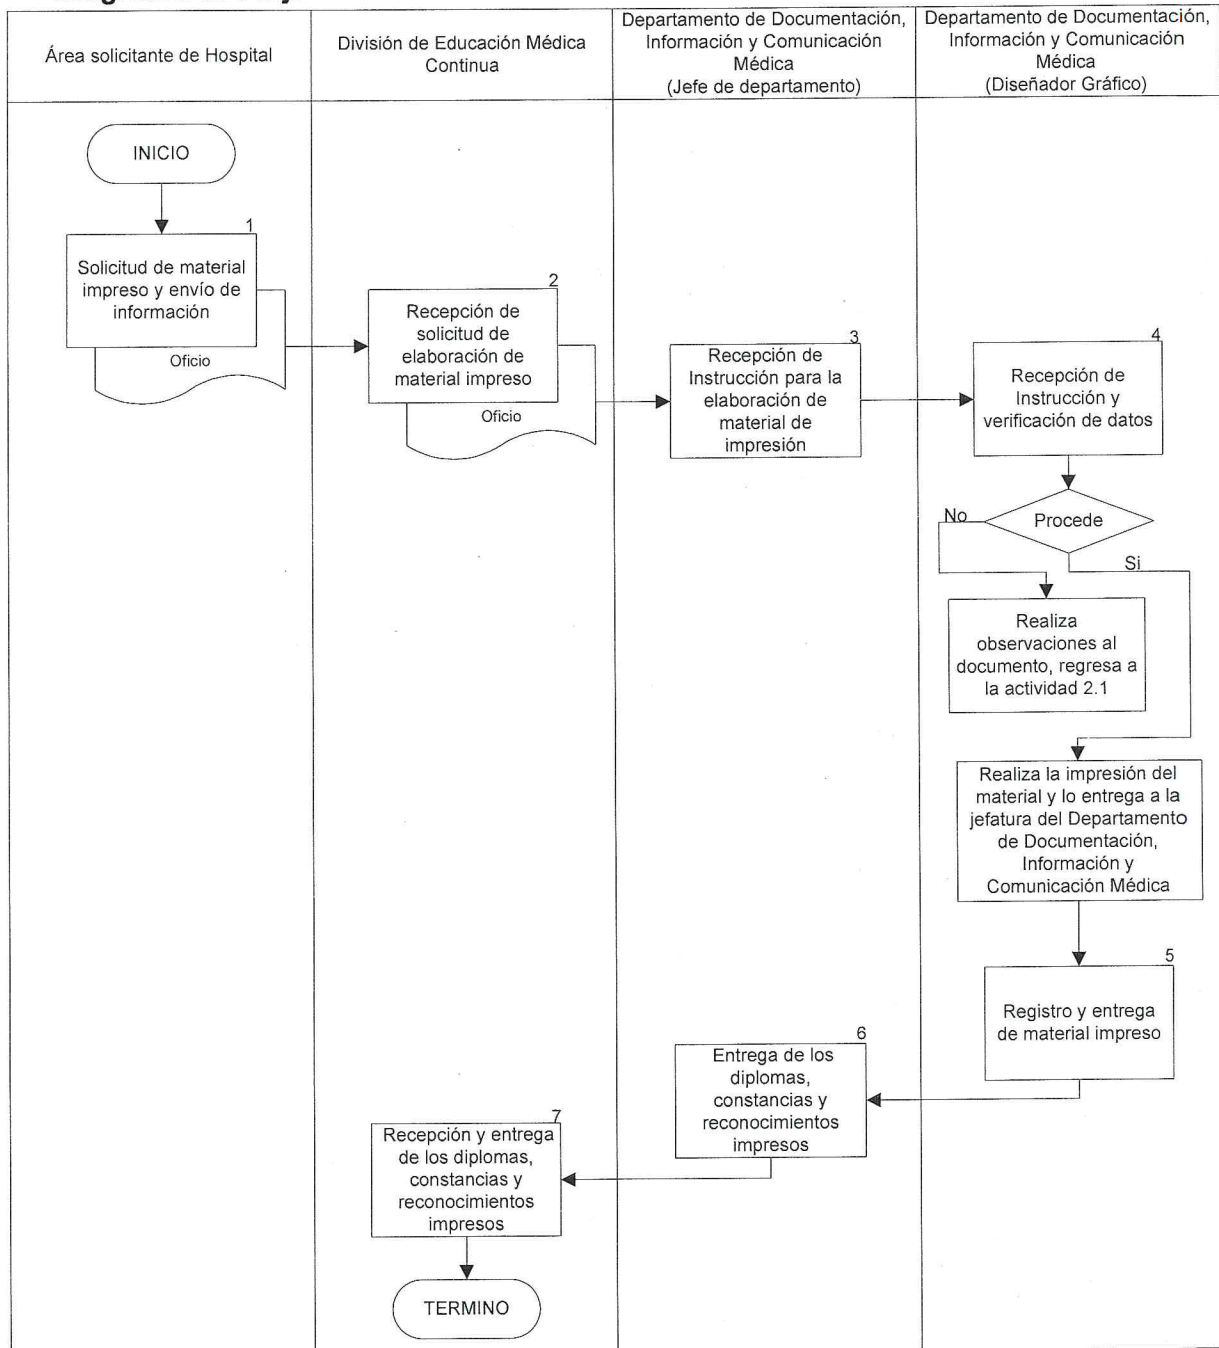 Área solicitante de Hospital
División de Educación Médica
Continua
Departamento de Documentación,
Información y Comunicación
Médica
(Jefe de departamento)
Departamento de Documentación,
Información y Comunicación
Médica
(Diseñador Gráfico)
INICIO
1
Solicitud de material
impreso y envío de
información
Oficio
2
Recepción de
solicitud de
elaboración de
material impreso
Oficio
3
Recepción de
Instrucción para la
elaboración de
material de
impresión
4
Recepción de
Instrucción y
verificación de datos
Procede
No
Si
Realiza
observaciones al
documento, regresa a
la actividad 2.1
Realiza la impresión del
material y lo entrega a la
jefatura del Departamento
de Documentación,
Información y
Comunicación Médica
5
Registro y entrega
de material impreso
6
Entrega de los
diplomas,
constancias y
reconocimientos
impresos
7
Recepción y entrega
de los diplomas,
constancias y
reconocimientos
impresos
TERMINO